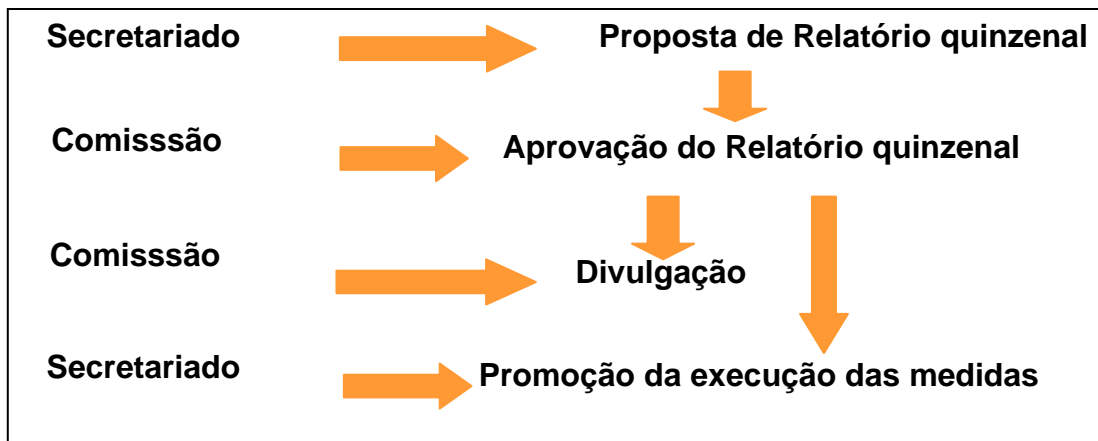 Secretariado
Proposta de Relatório quinzenal
Comisssão
Aprovação do Relatório quinzenal
Comisssão
Divulgação
Secretariado
Promoção da execução das medidas